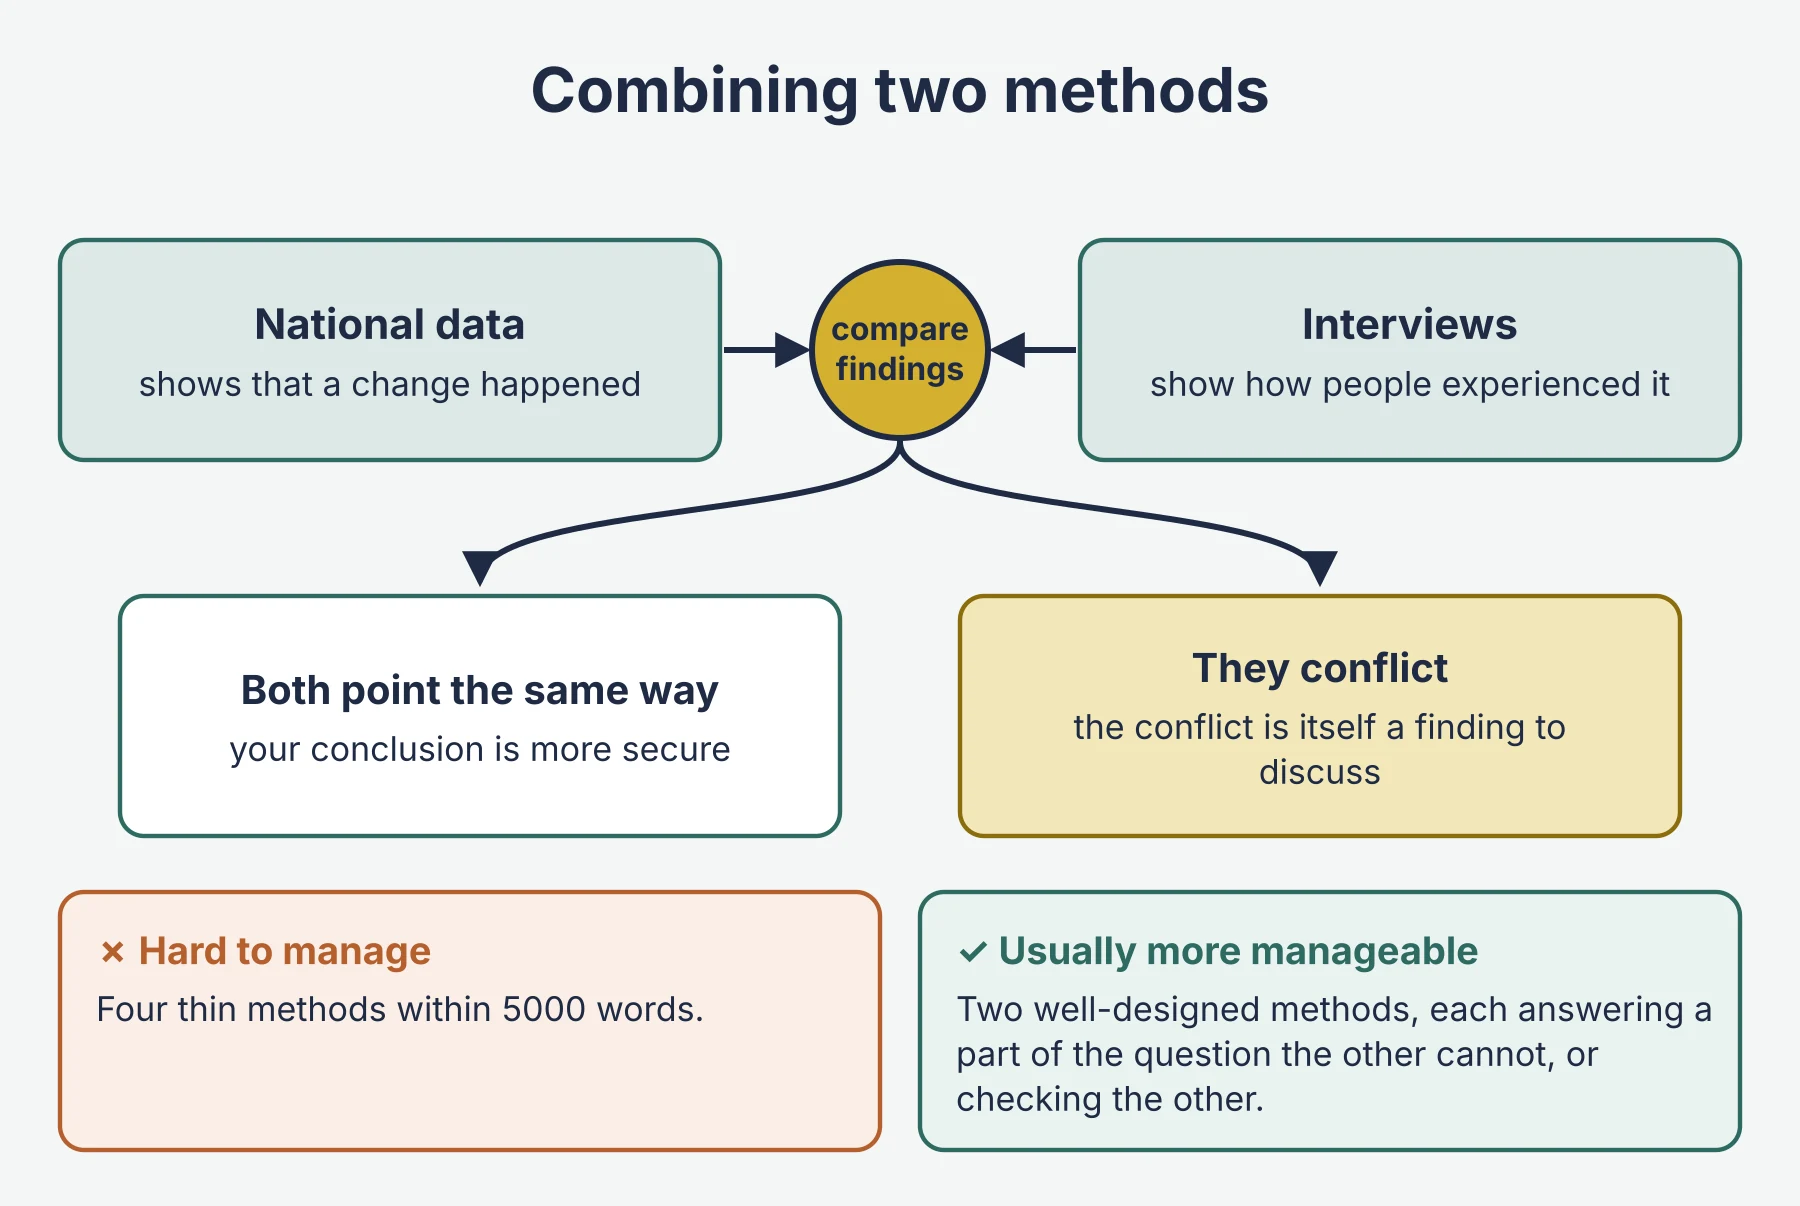 Combining two methods
National data
shows that a change happened
compare
findings
Interviews
show how people experienced it
Both point the same way
your conclusion is more secure
They conflict
the conflict is itself a finding to
discuss
× Hard to manage
Four thin methods within 5000 words.
✓ Usually more manageable
Two well-designed methods, each answering a
part of the question the other cannot, or
checking the other.